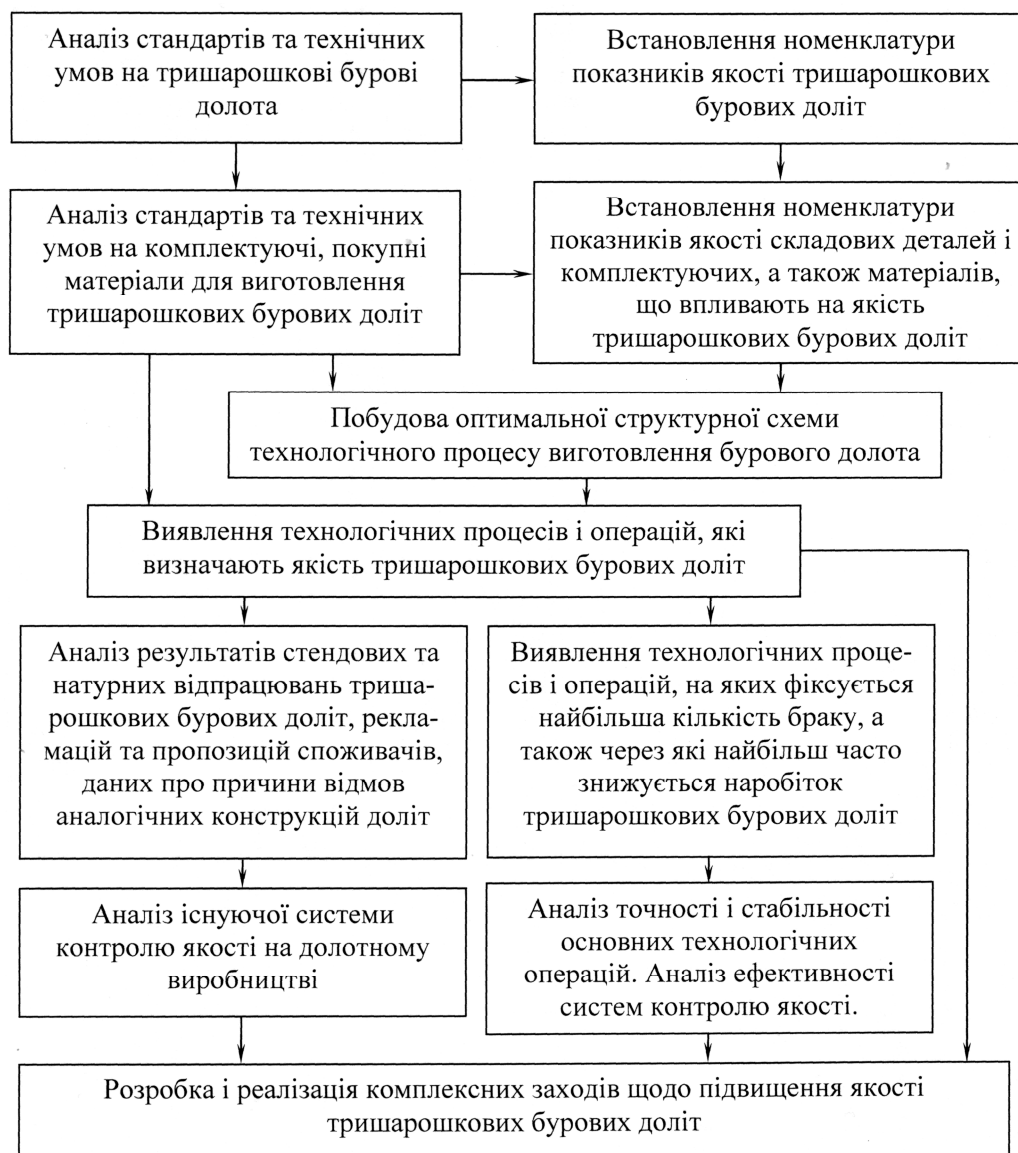 Аналіз стандартів та технічних
умов на тришарошкові бурові
долота
Встановлення номенклатури
показників якості тришарошкових
бурових доліт
Аналіз стандартів та технічних
умов на комплектуючі, покупні
матеріали для виготовлення
тришарошкових бурових доліт
Встановлення номенклатури
показників якості складових деталей і
комплектуючих, а також матеріалів,
що впливають на якість
тришарошкових бурових доліт
Побудова оптимальної структурної схеми
технологічного процесу виготовлення бурового долота
Виявлення технологічних процесів і операцій, які
визначають якість тришарошкових бурових доліт
Аналіз результатів стендових та
натурних відпрацювань триша-
рошкових бурових доліт, рекла-
мацій та пропозицій споживачів,
даних про причини відмов
аналогічних конструкцій доліт
Виявлення технологічних проце-
сів і операцій, на яких фіксується
найбільша кількість браку, а
також через які найбільш часто
знижується наробіток
тришарошкових бурових доліт
Аналіз існуючої системи
контролю якості на долотному
виробництві
Аналіз точності і стабільності
основних технологічних
операцій. Аналіз ефективності
систем контролю якості.
Розробка і реалізація комплексних заходів щодо підвищення якості
тришарошкових бурових доліт